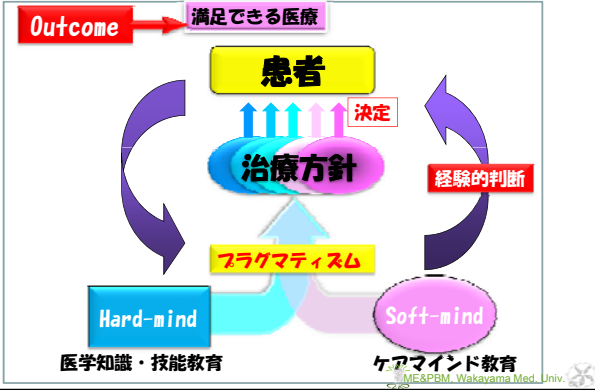 Outcome
満足できる医療
患者
決定
治療方針
経験的判断
プラグマティズム
Hard-mind
Soft-mind
医学知識・技能教育
ケアマインド教育
ME&PBM, Wakayama Med. Univ.